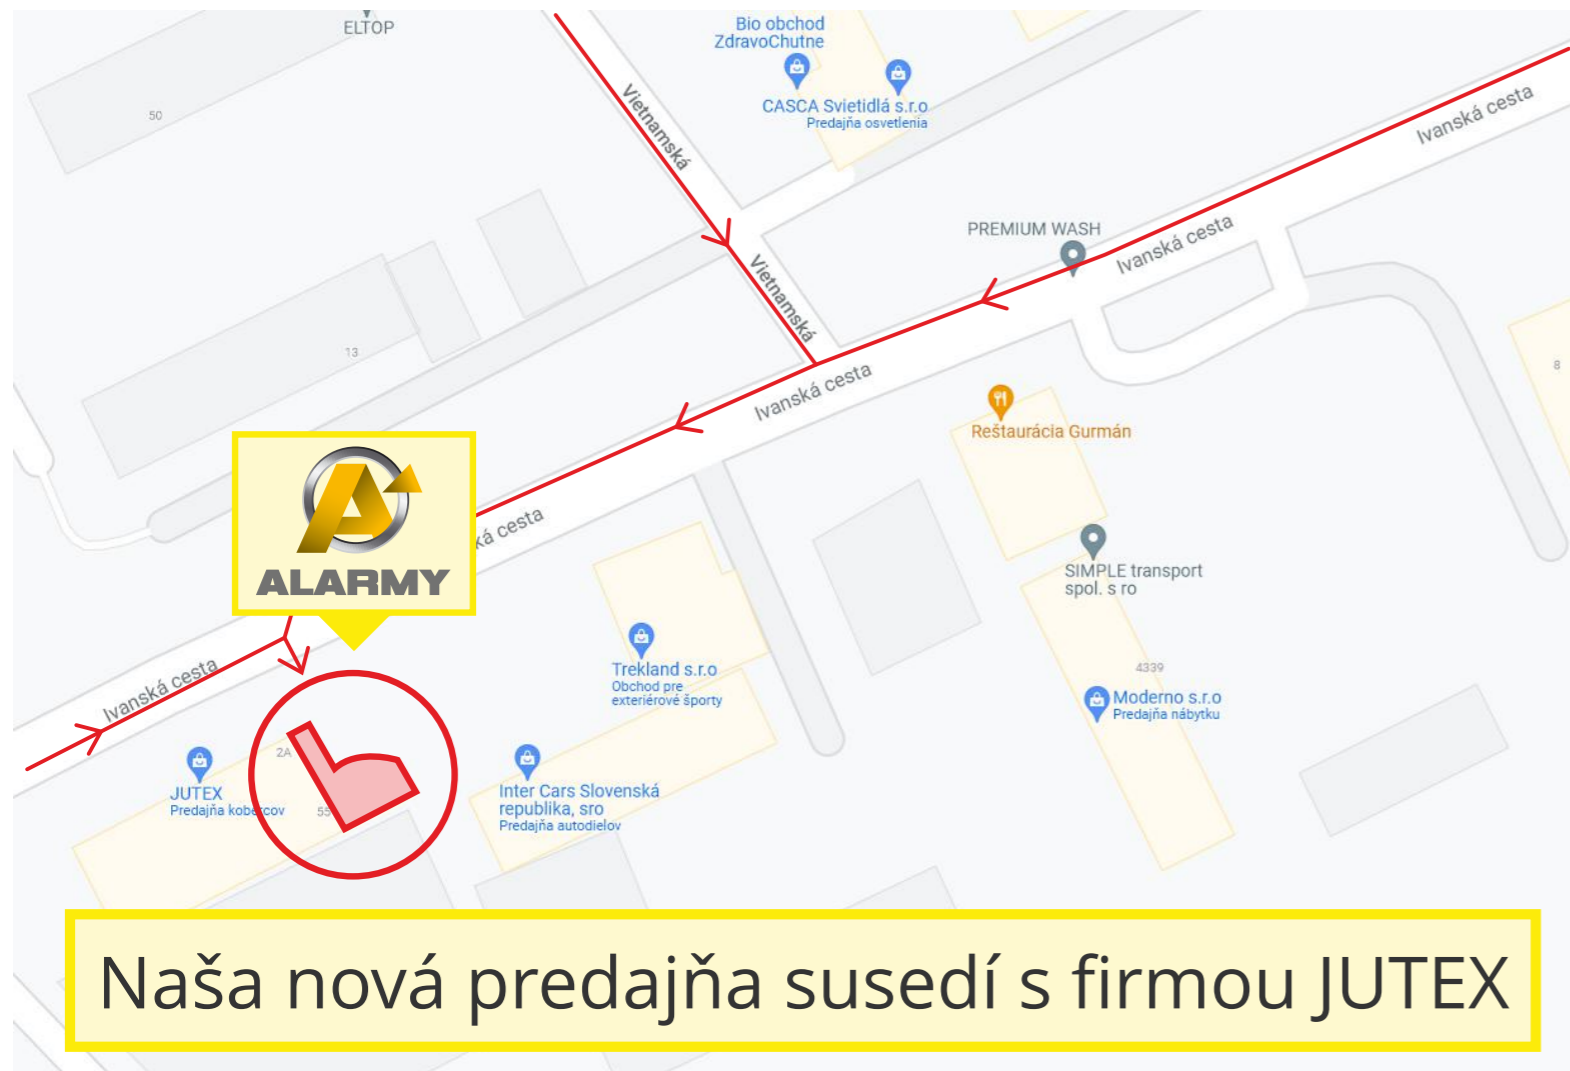 ELTOP
Bio obchod
ZdravoChutne
50
Vietnamská
CASCA Svietidlá s.r.o
Predajňa osvetlenia
Ivanská cesta
PREMIUM WASH
Ivanská cesta
Vietnamská
13
8
Ivanská cesta
Reštaurácia Gurmán
ká cesta
ALARMY
SIMPLE transport
spol. s ro
Trekland s.r.o
Obchod pre
exteriérové športy
4339
Moderno s.r.o
Predajňa nábytku
Ivanská cesta
2A
JUTEX
Predajňa kobercov
55
Inter Cars Slovenská
republika, sro
Predajňa autodielov
Naša nová predajňa susedí s firmou JUTEX